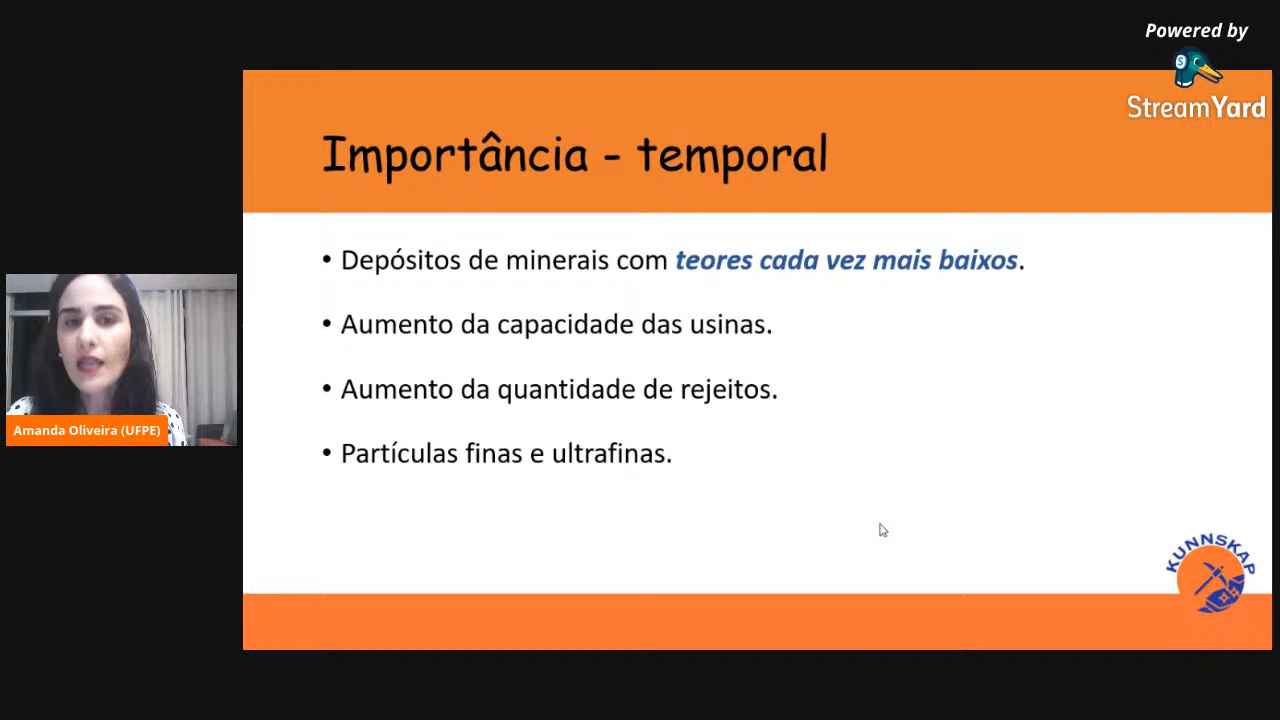 Powered by
StreamYard
Importância - temporal
• Depósitos de minerais com teores cada vez mais baixos.
• Aumento da capacidade das usinas.
• Aumento da quantidade de rejeitos.
• Partículas finas e ultrafinas.
Amanda Oliveira (UFPE)
KUNNSKAP